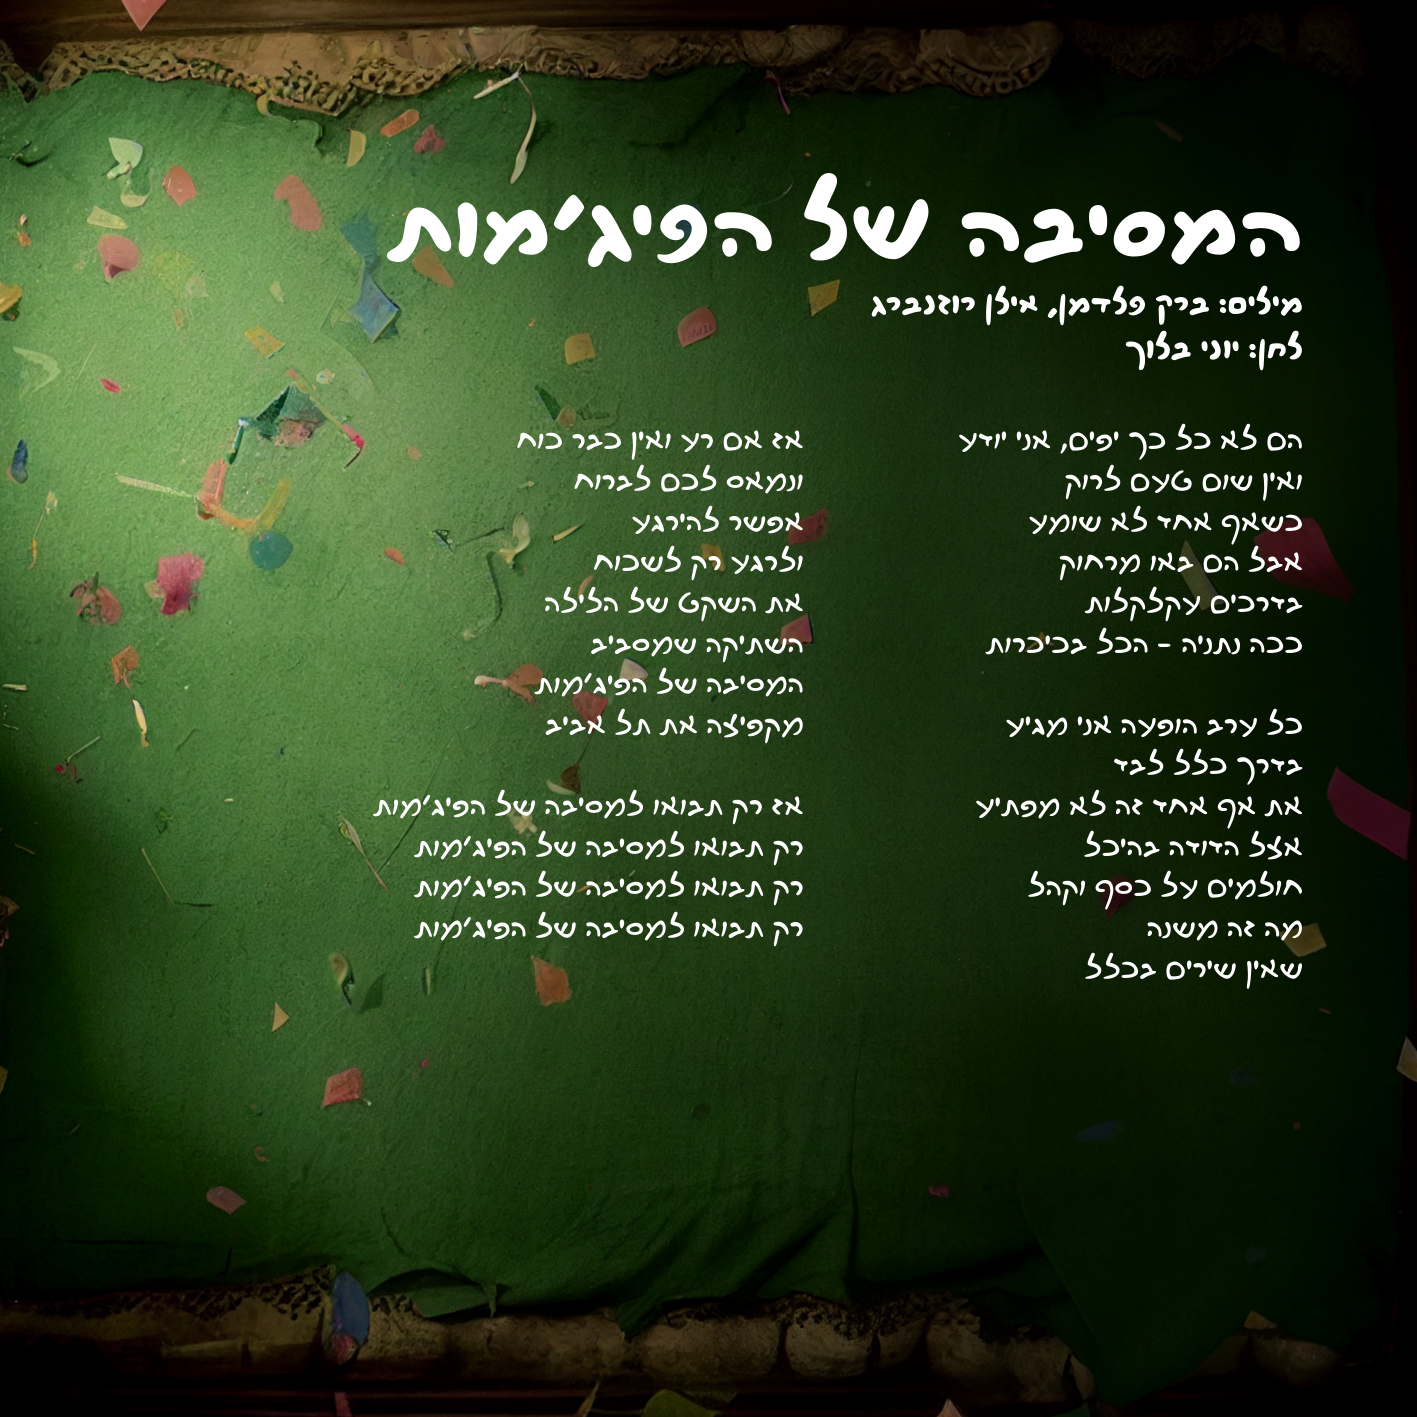 המסיבה של הפיג'מות
מילים: ברק פלדמן, אילן רוזנברג
לחן: יוני בלוך
הם לא כל כך יפים, אני יודע
ואין שום טעם לרוק
כשאף אחד לא שומע
אבל הם באו מרחוק
בדרכים עקלקלות
ככה נתניה - הכל בכיכרות
כל ערב הופעה אני מגיע
בדרך כלל לבד
את אף אחד זה לא מפתיע
אצל הדודה בהיכל
חולמים על כסף וקהל
מה זה משנה
שאין שירים בכלל
אז אם רע ואין כבר כוח
ונמאס לכם לברוח
אפשר להירגע
ולרגע רק לשכוח
את השקט של הלילה
השתיקה שמסביב
המסיבה של הפיג'מות
מקפיצה את תל אביב
אז רק תבואו למסיבה של הפיג'מות
רק תבואו למסיבה של הפיג'מות
רק תבואו למסיבה של הפיג'מות
רק תבואו למסיבה של הפיג'מות